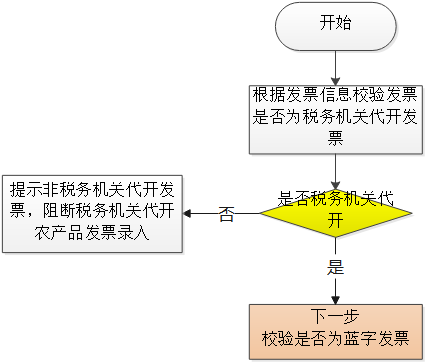 开始
根据发票信息校验发票
是否为税务机关代开发
票
是否税务机关代
开
提示非税务机关代开发
票，阻断税务机关代开
农产品发票录入
否
是
下一步
校验是否为蓝字发票